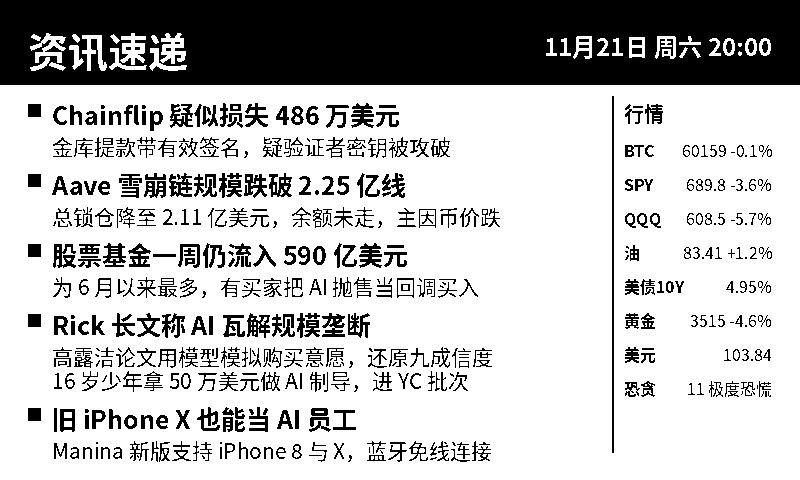 资讯速递
11月21日 周六 20:00
Chainflip 疑似损失 486 万美元
金库提款带有效签名，疑验证者密钥被攻破
Aave 雪崩链规模跌破 2.25 亿线
总锁仓降至 2.11 亿美元，余额未走，主因币价跌
股票基金一周仍流入 590 亿美元
为 6 月以来最多，有买家把 AI 抛售当回调买入
Rick 长文称 AI 瓦解规模垄断
高露洁论文用模型模拟购买意愿，还原九成信度
16 岁少年拿 50 万美元做 AI 制导，进 YC 批次
旧 iPhone X 也能当 AI 员工
Manina 新版支持 iPhone 8 与 X，蓝牙免线连接
行情
BTC 60159 -0.1%
SPY 689.8 -3.6%
QQQ 608.5 -5.7%
油 83.41 +1.2%
美债10Y 4.95%
黄金 3515 -4.6%
美元 103.84
恐贪 11 极度恐慌